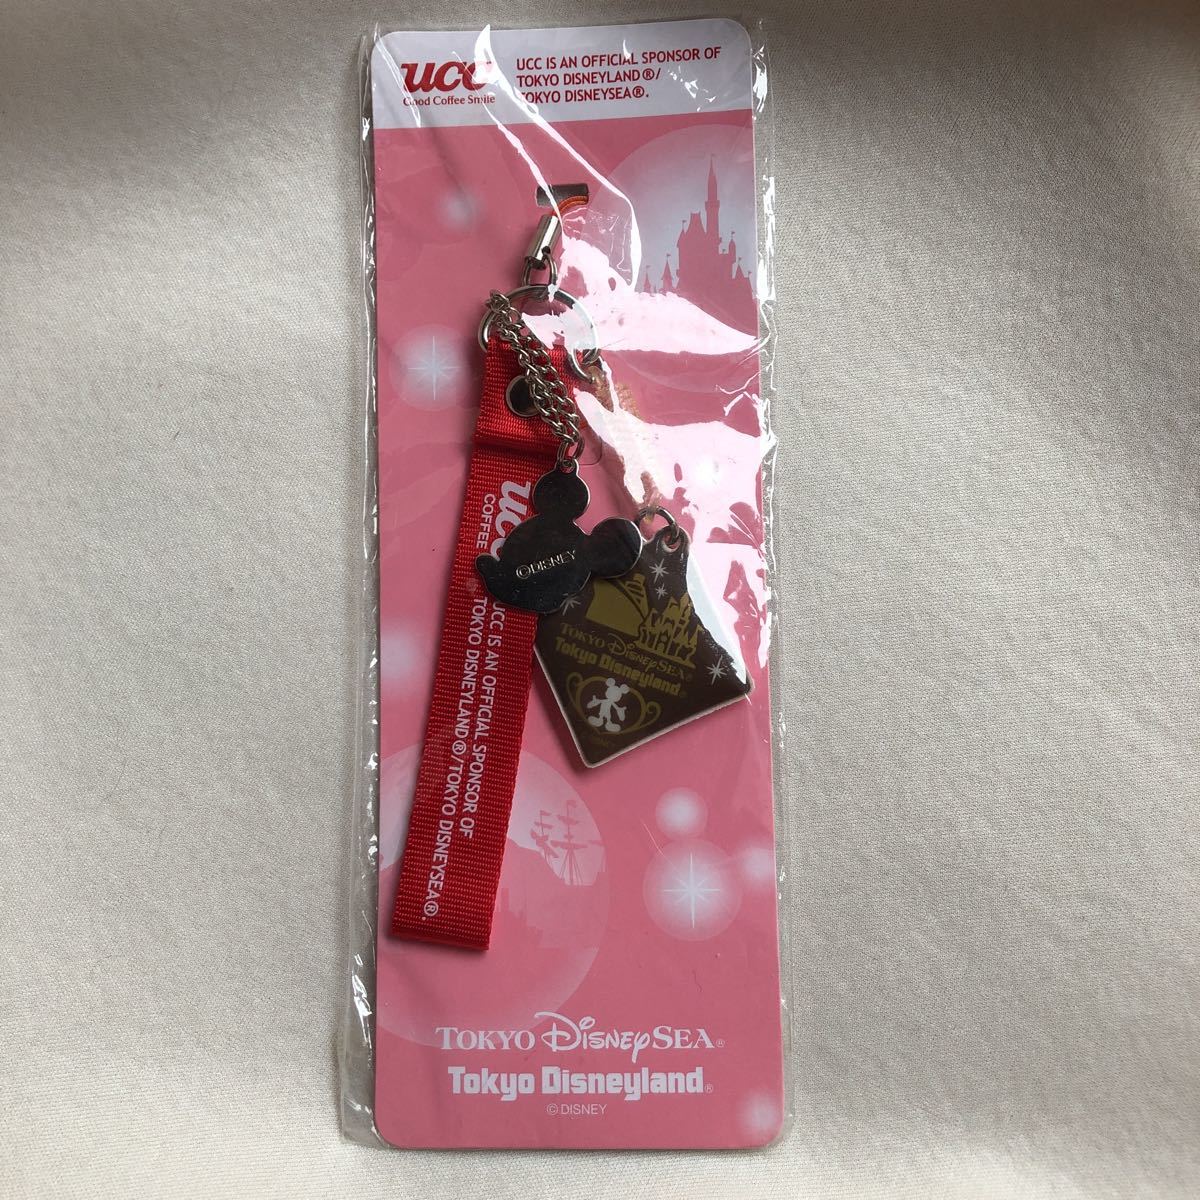 ucc
Good Coffee Smile
UCC IS AN OFFICIAL SPONSOR OF
TOKYO DISNEYLAND®/
TOKYO DISNEYSEA®.
ucc
COFFEE
UCC IS AN OFFICIAL SPONSOR OF
TOKYO DISNEYLAND®/TOKYO DISNEYSEA®.
©DISNEY
TOKYO DISNEYSEA®
Tokyo Disneyland®
DISNEY
TOKYO DISNEYSEA®
Tokyo Disneyland®
©DISNEY